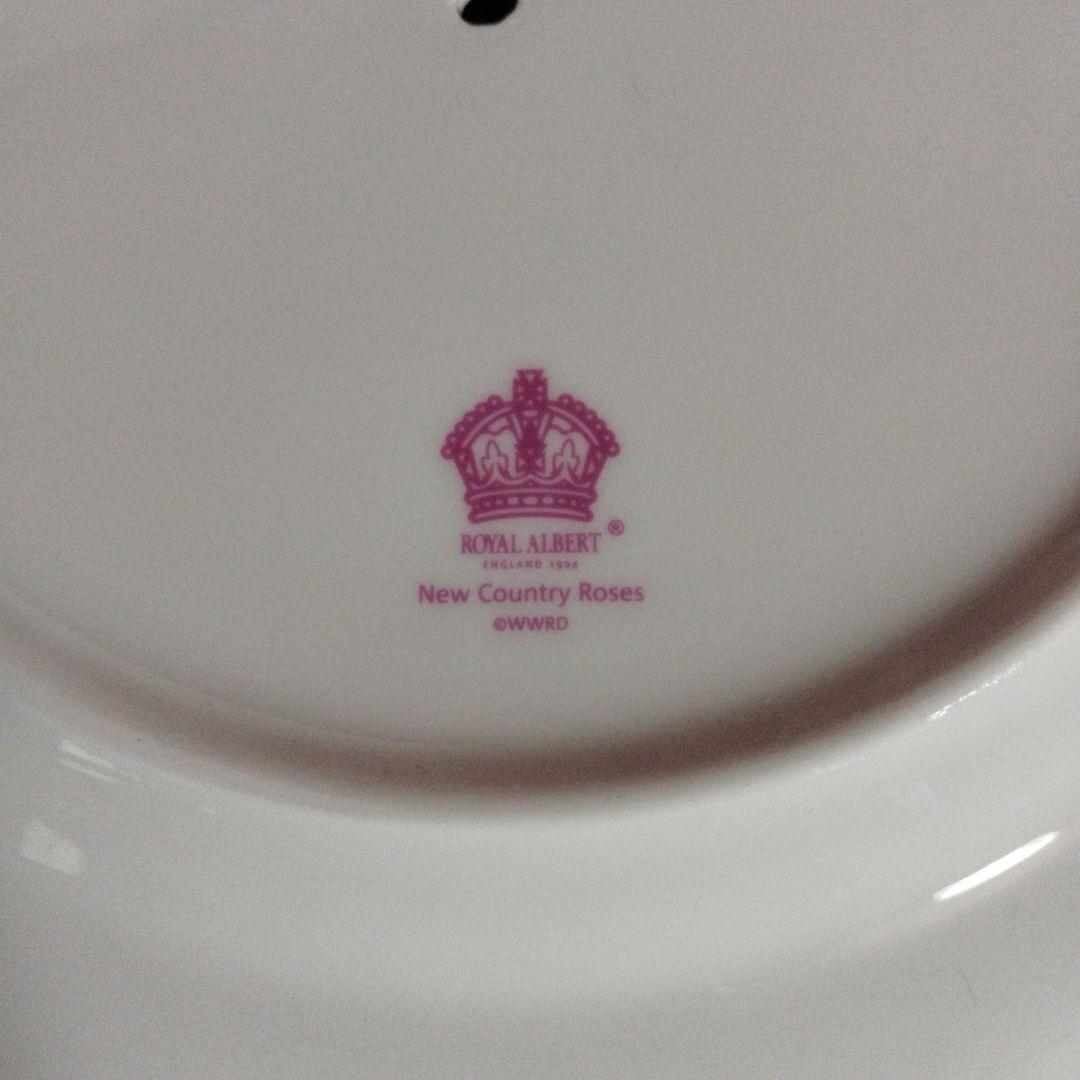 ROYAL ALBERT ®
ENGLAND 1904
New Country Roses
©WWRD